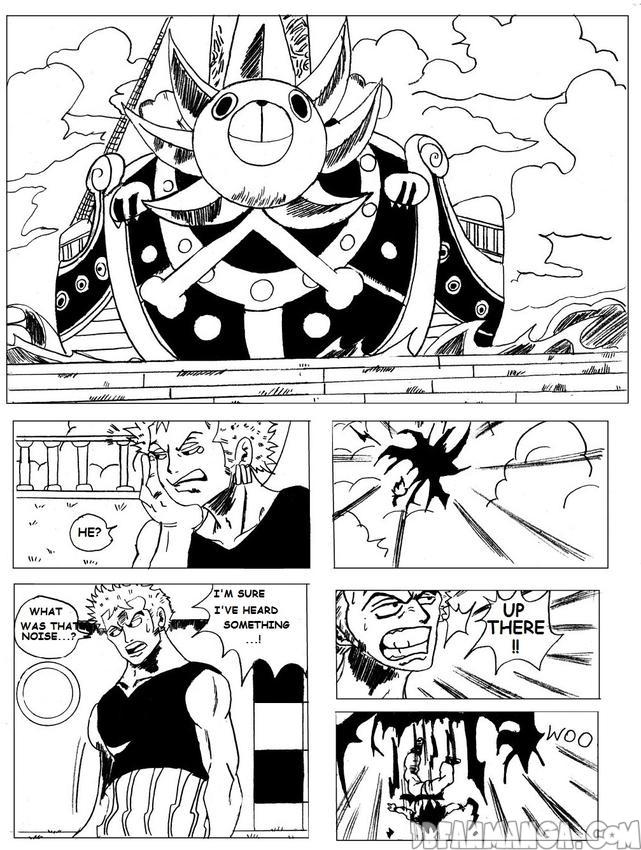 HE?
WHAT
WAS THAT
NOISE...?
I'M SURE
I'VE HEARD
SOMETHING
...!
UP
THERE
!!
WOO
DBFANMANGA.COM